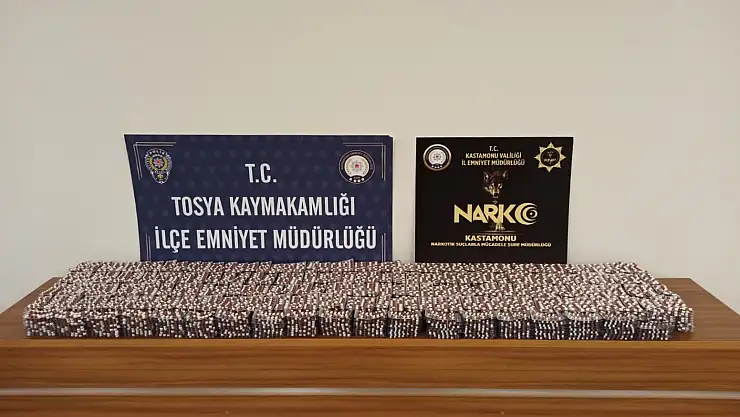 T.C.
TOSYA KAYMAKAMLIĞI
İLÇE EMNİYET MÜDÜRLÜĞÜ
T.C.
KASTAMONU VALİLİĞİ
İL EMNİYET MÜDÜRLÜĞÜ
NARKO
KASTAMONU
NARKOTİK SUÇLARLA MÜCADELE ŞUBE MÜDÜRLÜĞÜ